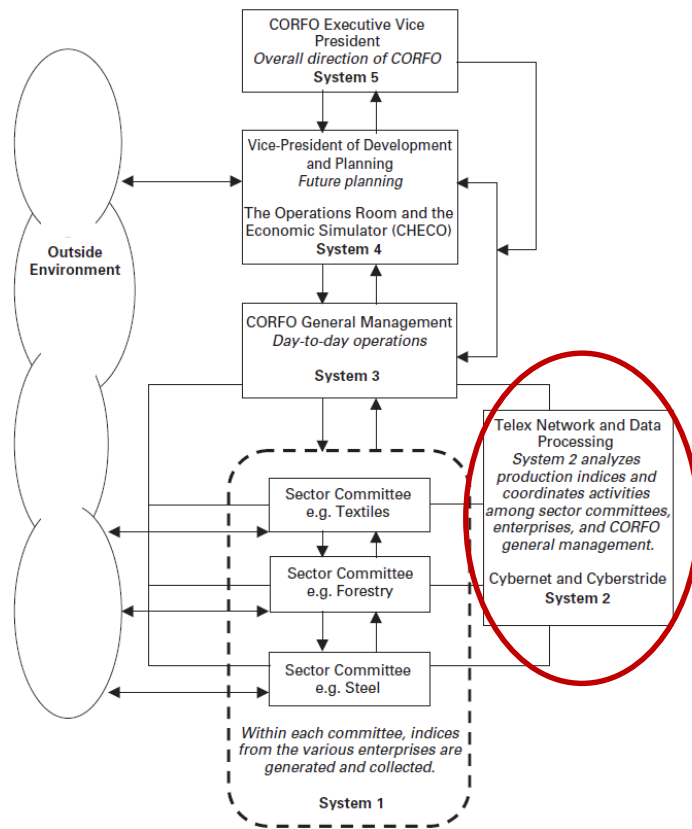 CORFO Executive Vice
President
Overall direction of CORFO
System 5
Vice-President of Development
and Planning
Future planning
The Operations Room and the
Economic Simulator (CHECO)
System 4
Outside
Environment
CORFO General Management
Day-to-day operations
System 3
Telex Network and Data
Processing
System 2 analyzes
production indices and
coordinates activities
among sector committees,
enterprises, and CORFO
general management.
Cybernet and Cyberstride
System 2
Sector Committee
e.g. Textiles
Sector Committee
e.g. Forestry
Sector Committee
e.g. Steel
Within each committee, indices
from the various enterprises are
generated and collected.
System 1